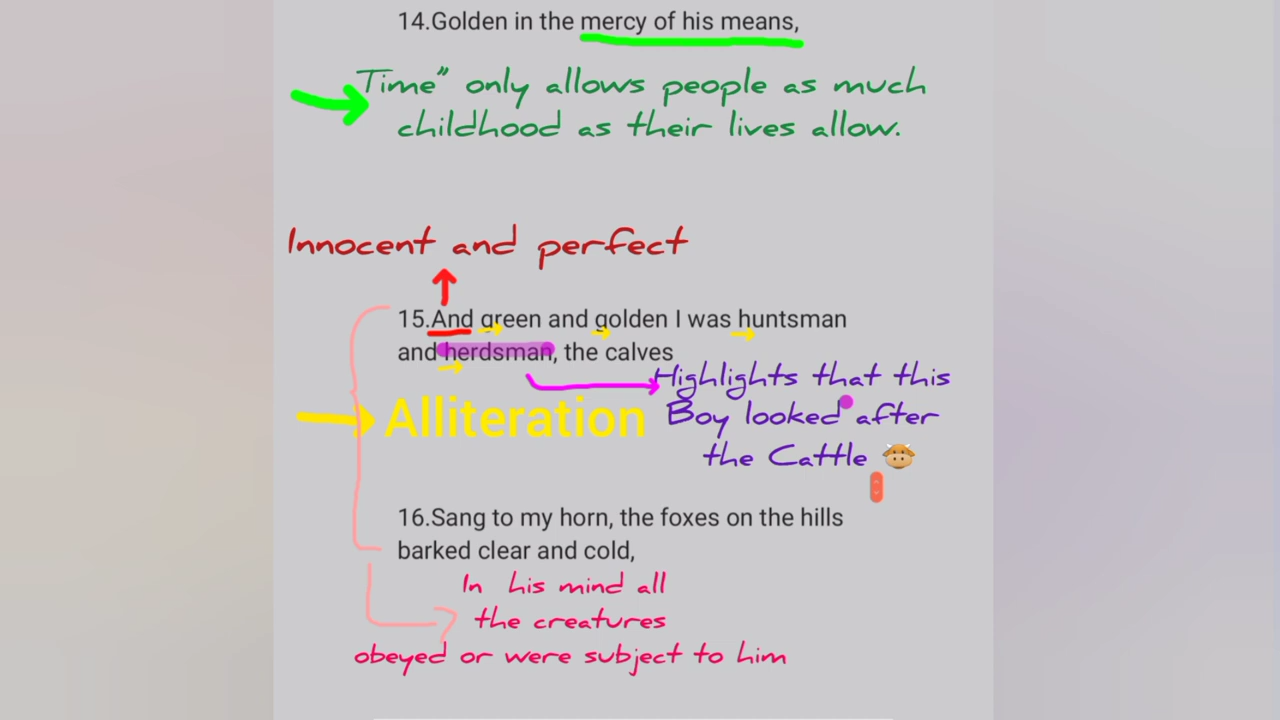 14.Golden in the mercy of his means,
Time” only allows people as much
childhood as their lives allow.
Innocent and perfect
15.And green and golden I was huntsman
and herdsman, the calves
Highlights that this
Alliteration
Boy looked after
the Cattle 🐮
16.Sang to my horn, the foxes on the hills
barked clear and cold,
In his mind all
the creatures
obeyed or were subject to him